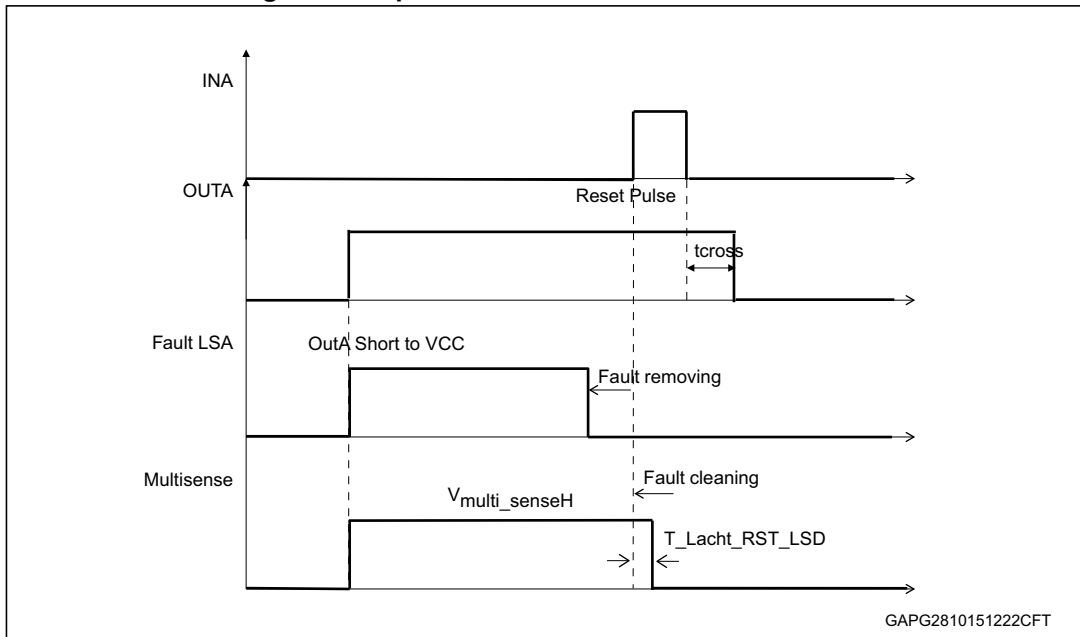 INA
Reset Pulse
OUTA
tcross
Fault LSA
OutA Short to VCC
Fault removing
Multisense
Fault cleaning
Vmulti_senseH
T_Lacht_RST_LSD
GAPG2810151222CFT